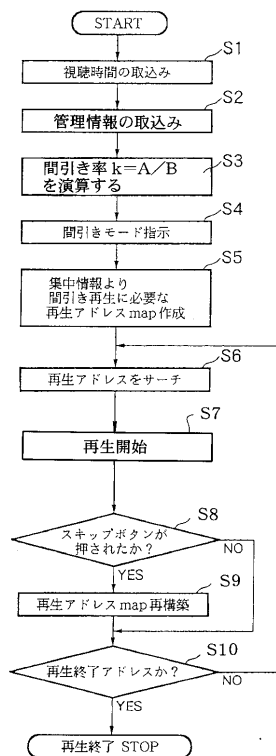 START
S1
視聴時間の取込み
S2
管理情報の取込み
S3
間引き率 k=A/B
を演算する
S4
間引きモード指示
S5
集中情報より
間引き再生に必要な
再生アドレスmap作成
S6
再生アドレスをサーチ
S7
再生開始
S8
スキップボタンが
押されたか?
NO
YES
S9
再生アドレスmap再構築
S10
再生終了アドレスか?
NO
YES
再生終了 STOP